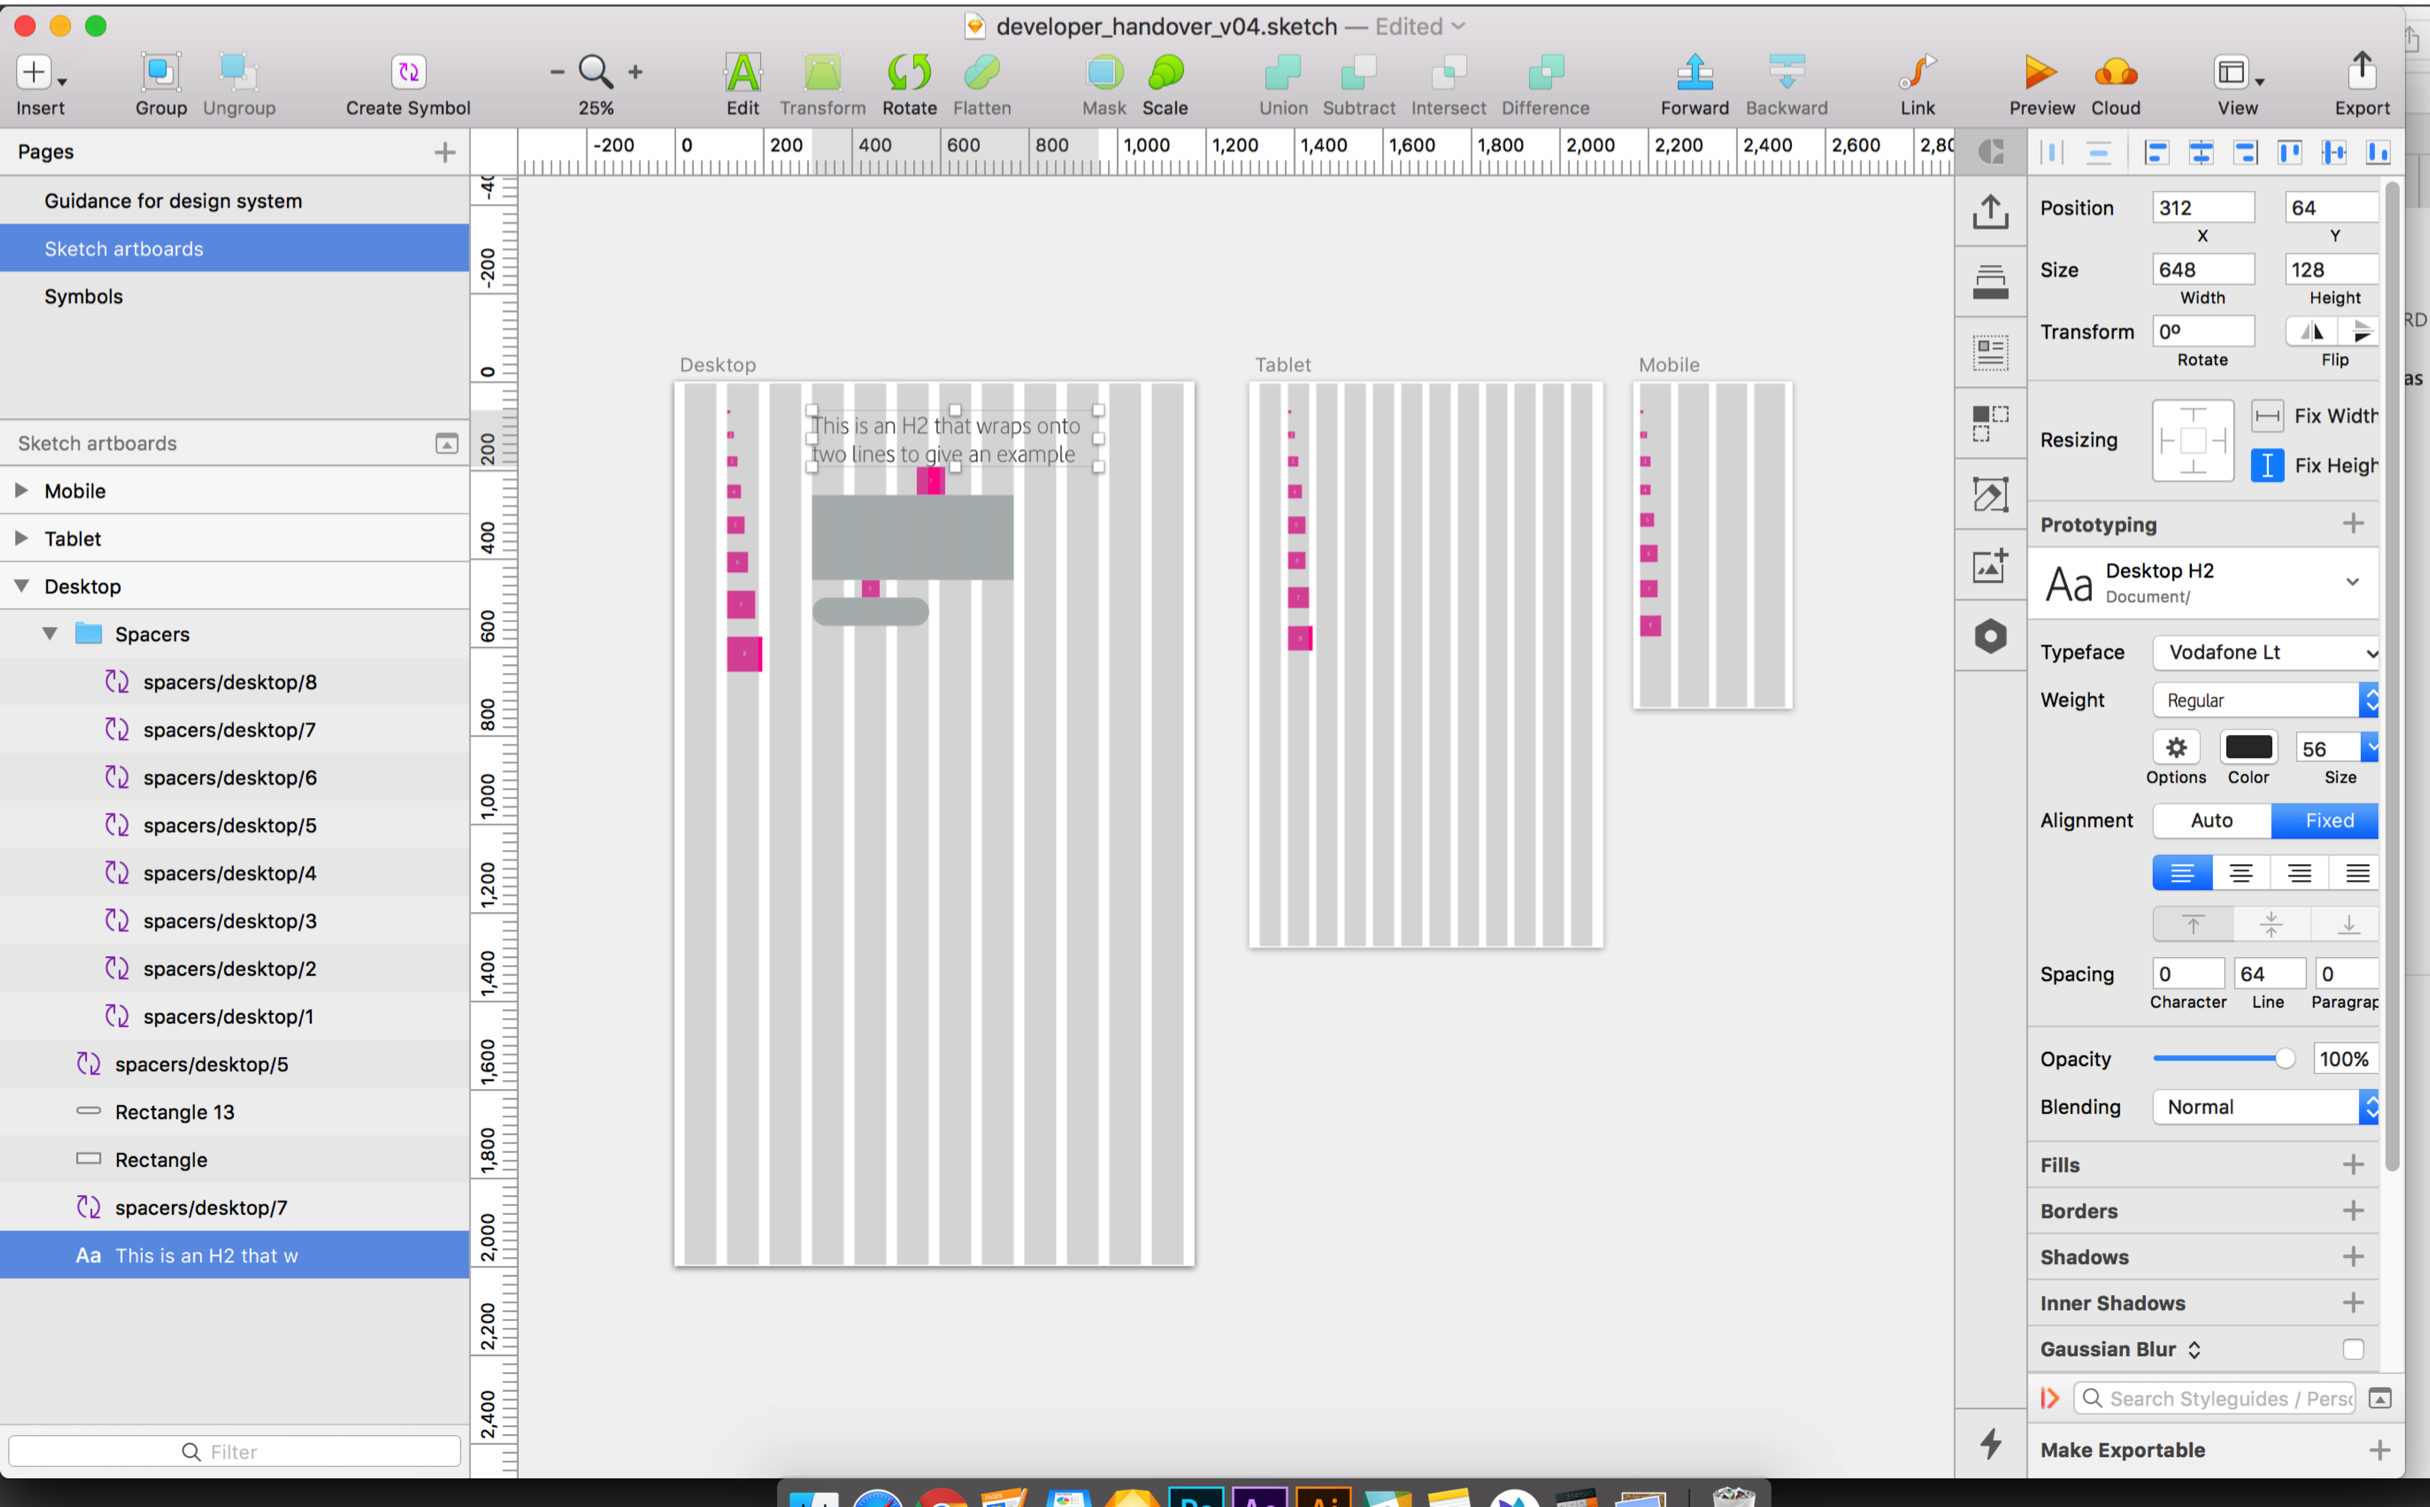 developer_handover_v04.sketch — Edited
Insert
Group
Ungroup
Create Symbol
25%
Edit
Transform
Rotate
Flatten
Mask
Scale
Union
Subtract
Intersect
Difference
Forward
Backward
Link
Preview
Cloud
View
Export
Pages
Guidance for design system
Sketch artboards
Symbols
Sketch artboards
Mobile
Tablet
Desktop
Spacers
spacers/desktop/8
spacers/desktop/7
spacers/desktop/6
spacers/desktop/5
spacers/desktop/4
spacers/desktop/3
spacers/desktop/2
spacers/desktop/1
spacers/desktop/5
Rectangle 13
Rectangle
spacers/desktop/7
Aa This is an H2 that w
Filter
-200 0 200 400 600 800 1,000 1,200 1,400 1,600 1,800 2,000 2,200 2,400 2,600 2,80
-40
-200
0
200
400
600
800
1,000
1,200
1,400
1,600
1,800
2,000
2,200
2,400
Desktop
This is an H2 that wraps onto
two lines to give an example
Tablet
Mobile
Position 312 64
X Y
Size 648 128
Width Height
Transform 0º
Rotate Flip
Resizing
Fix Width
Fix Heigh
Prototyping
Aa Desktop H2
Document/
Typeface Vodafone Lt
Weight Regular
56
Options Color Size
Alignment Auto Fixed
Spacing 0 64 0
Character Line Paragrap
Opacity 100%
Blending Normal
Fills
Borders
Shadows
Inner Shadows
Gaussian Blur
Search Styleguides / Perso
Make Exportable
RD
as